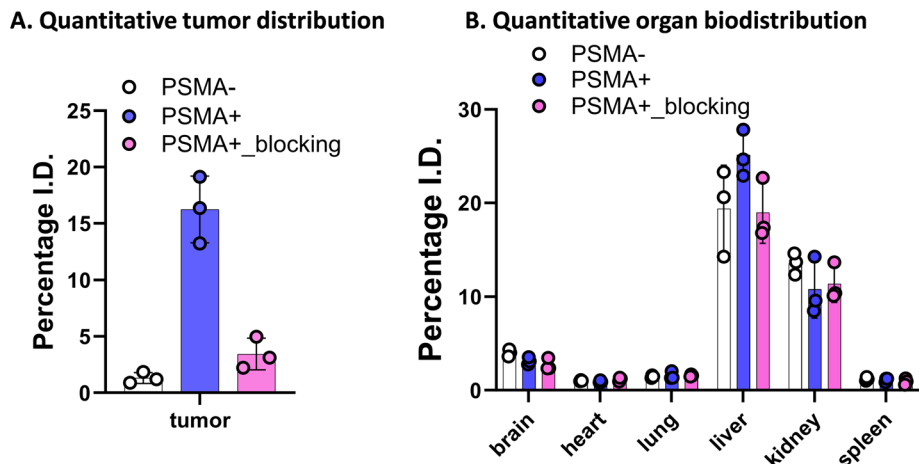 A. Quantitative tumor distribution
PSMA-
PSMA+
PSMA+_blocking
Percentage I.D.
25
20
15
10
5
0
tumor
B. Quantitative organ biodistribution
PSMA-
PSMA+
PSMA+_blocking
Percentage I.D.
30
20
10
0
brain
heart
lung
liver
kidney
spleen